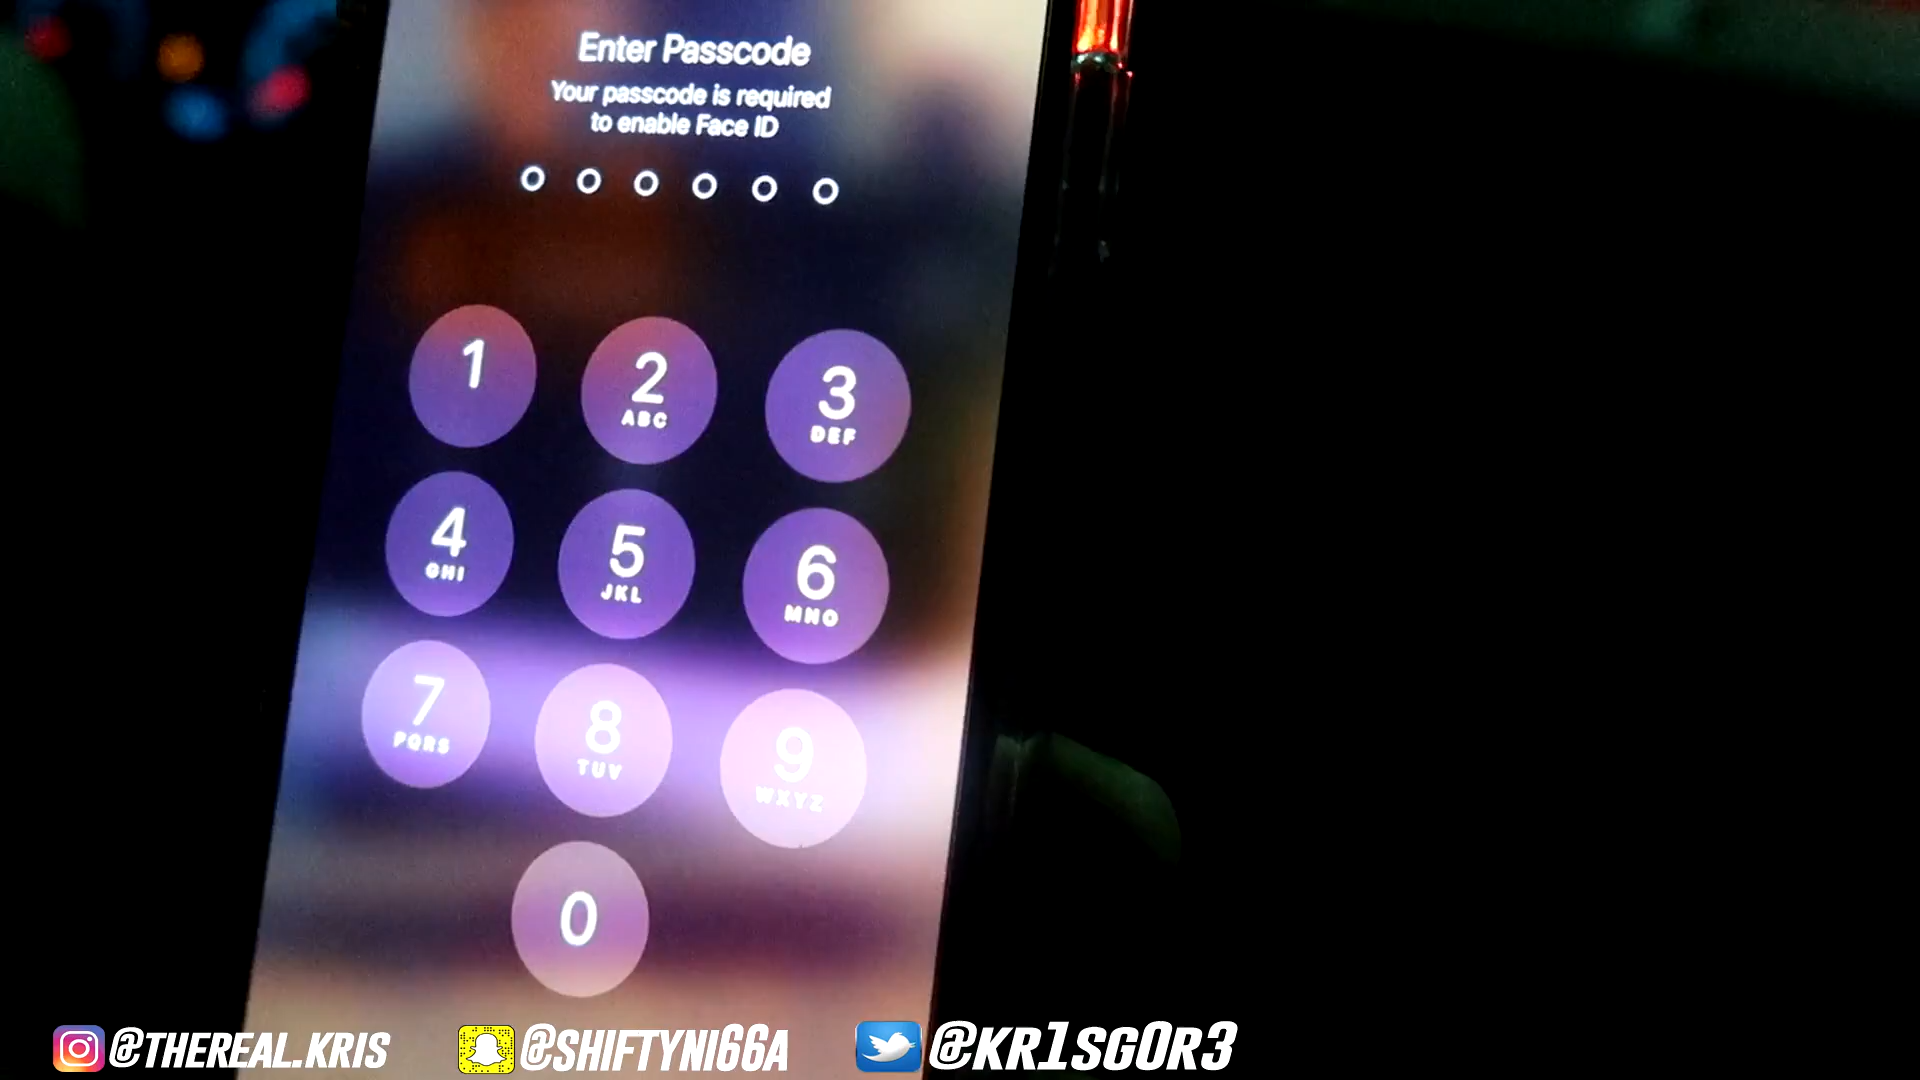 Enter Passcode
Your passcode is required
to enable Face ID
1
2
ABC
3
DEF
4
GHI
5
JKL
6
MNO
7
PQRS
8
TUV
9
WXYZ
0
@THEREAL.KRIS @SHIFTYNI66A @KR1SG0R3